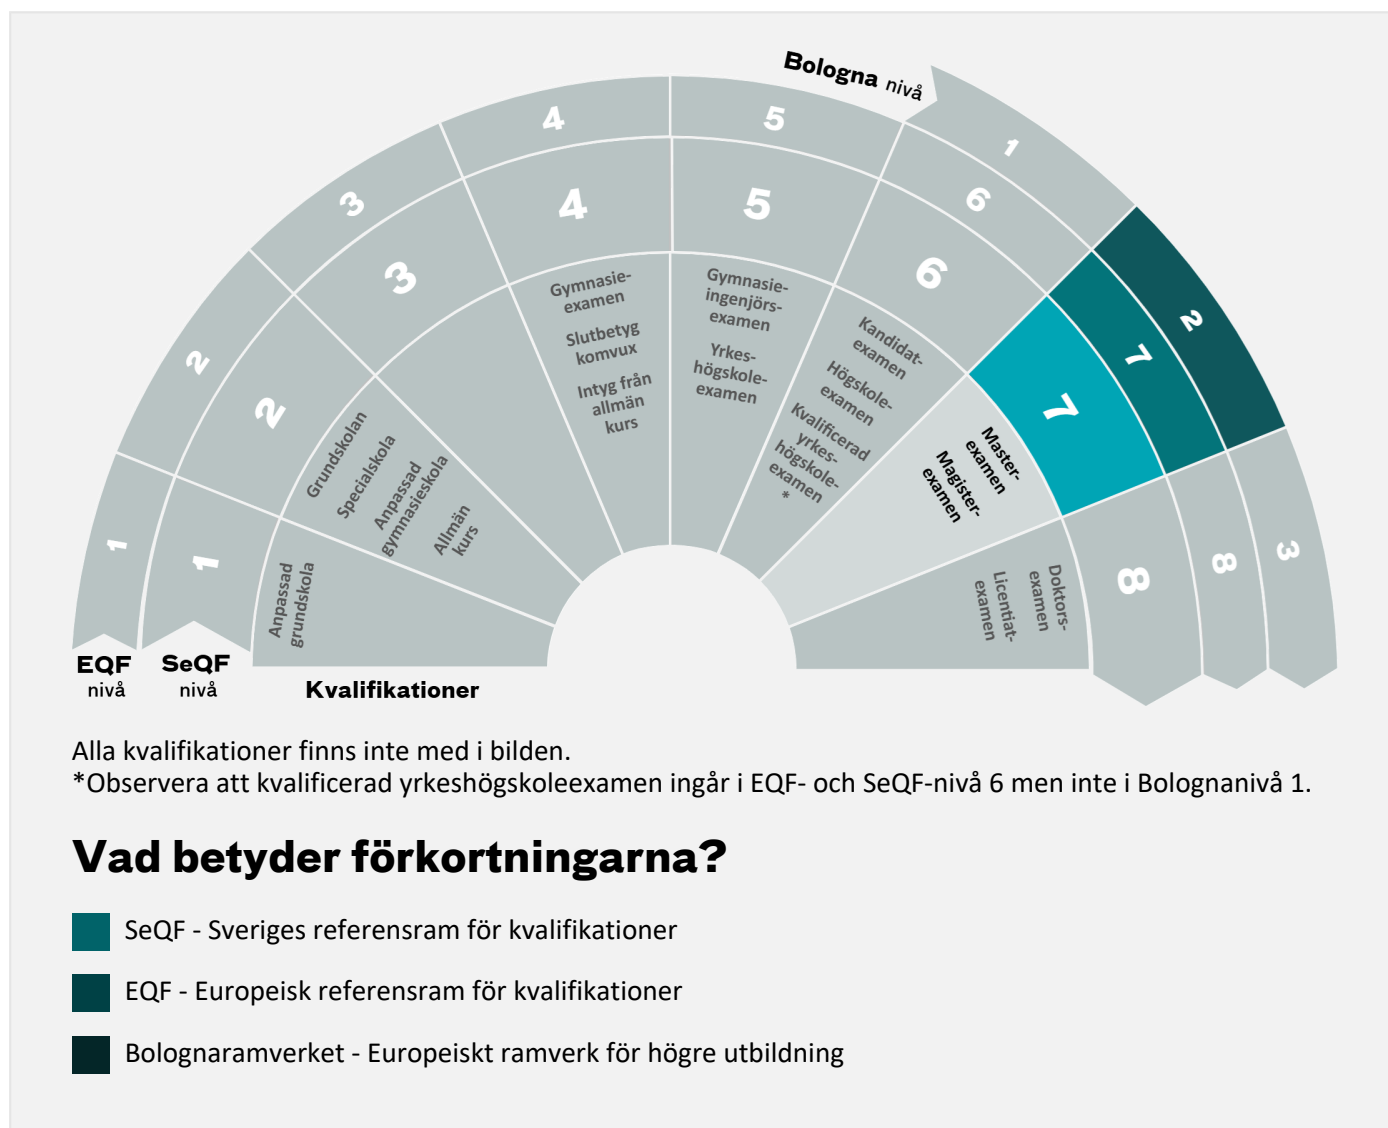 Bologna nivå
1
2
3
4
5
6
7
8
1
2
3
4
5
6
7
8
1
2
3
Anpassad
grundskola
Grundskolan
Specialskola
Anpassad
gymnasieskola
Allmän
kurs
Gymnasie-
examen
Slutbetyg
komvux
Intyg från
allmän
kurs
Gymnasie-
ingenjörs-
examen
Yrkes-
högskole-
examen
Kandidat-
examen
Högskole-
examen
Kvalificerad
yrkes-
högskole-
examen
*
Master-
examen
Magister-
examen
Doktors-
examen
Licentiat-
examen
EQF
nivå
SeQF
nivå
Kvalifikationer
Alla kvalifikationer finns inte med i bilden.
*Observera att kvalificerad yrkeshögskoleexamen ingår i EQF- och SeQF-nivå 6 men inte i Bolognanivå 1.
Vad betyder förkortningarna?
SeQF - Sveriges referensram för kvalifikationer
EQF - Europeisk referensram för kvalifikationer
Bolognaramverket - Europeiskt ramverk för högre utbildning